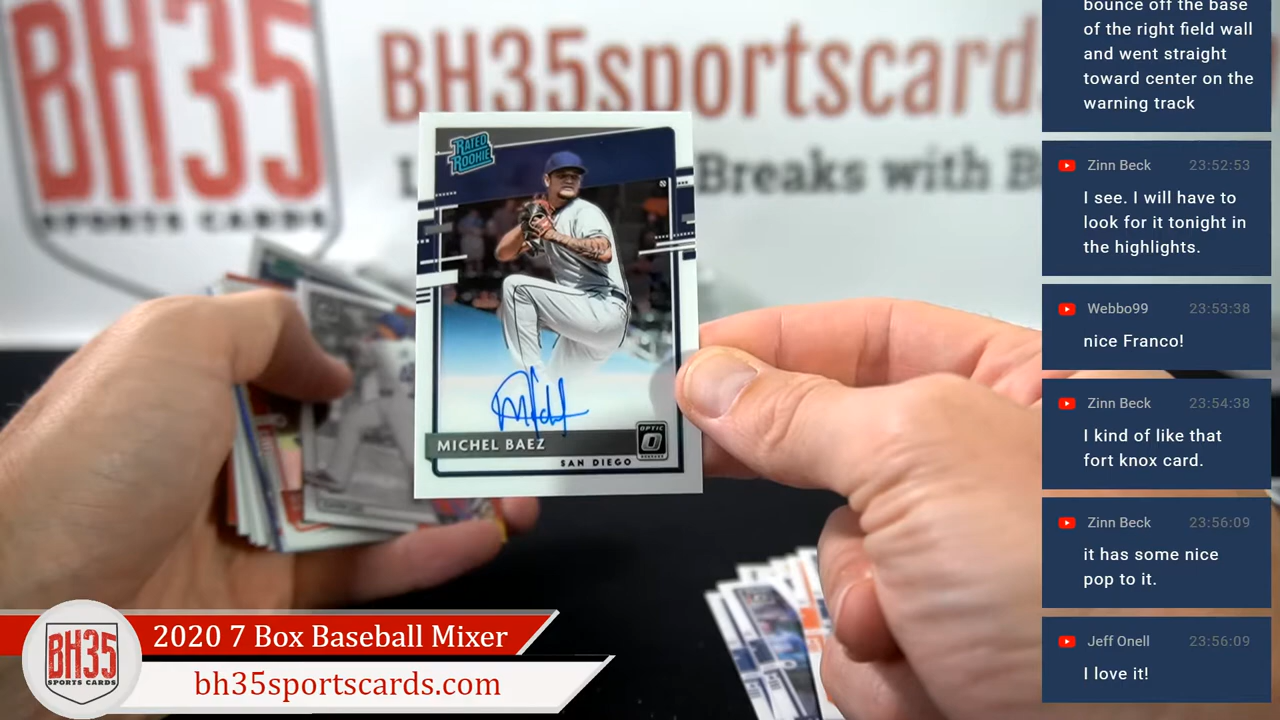 BH35
SPORTS CARDS
BH35sportscard
Breaks with B
RATED
ROOKIE
MICHEL BAEZ
OPTIC
SAN DIEGO
bounce off the base
of the right field wall
and went straight
toward center on the
warning track
Zinn Beck 23:52:53
I see. I will have to
look for it tonight in
the highlights.
Webbo99 23:53:38
nice Franco!
Zinn Beck 23:54:38
I kind of like that
fort knox card.
Zinn Beck 23:56:09
it has some nice
pop to it.
Jeff Onell 23:56:09
I love it!
BH35
SPORTS CARDS
2020 7 Box Baseball Mixer
bh35sportscards.com